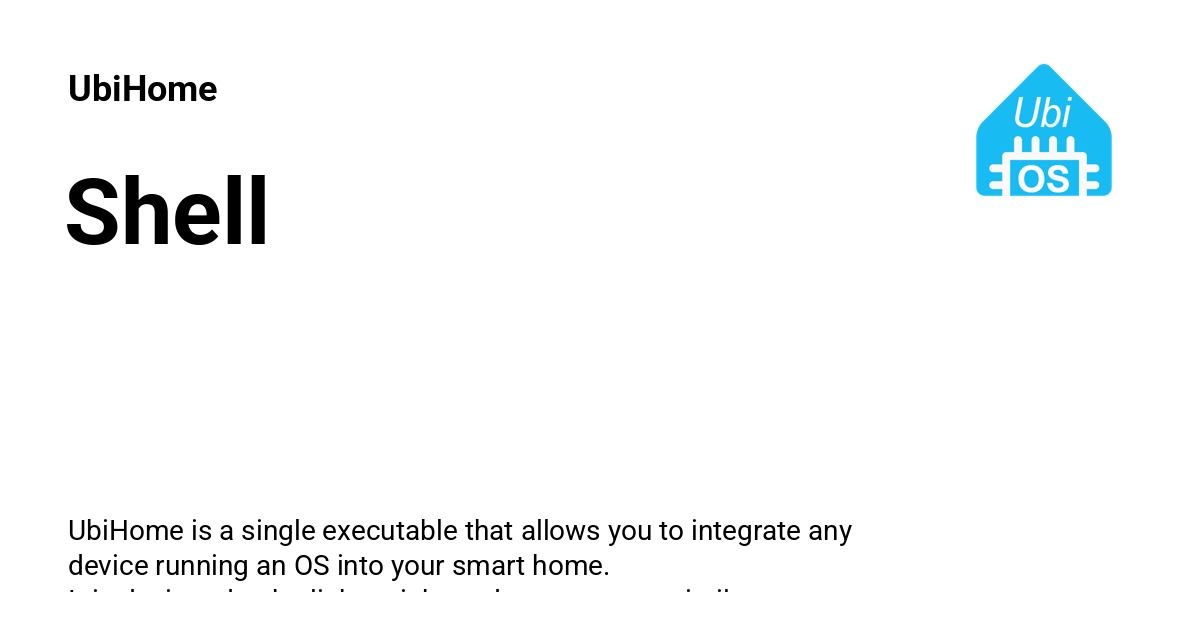 UbiHome
Ubi
OS
Shell
UbiHome is a single executable that allows you to integrate any
device running an OS into your smart home.